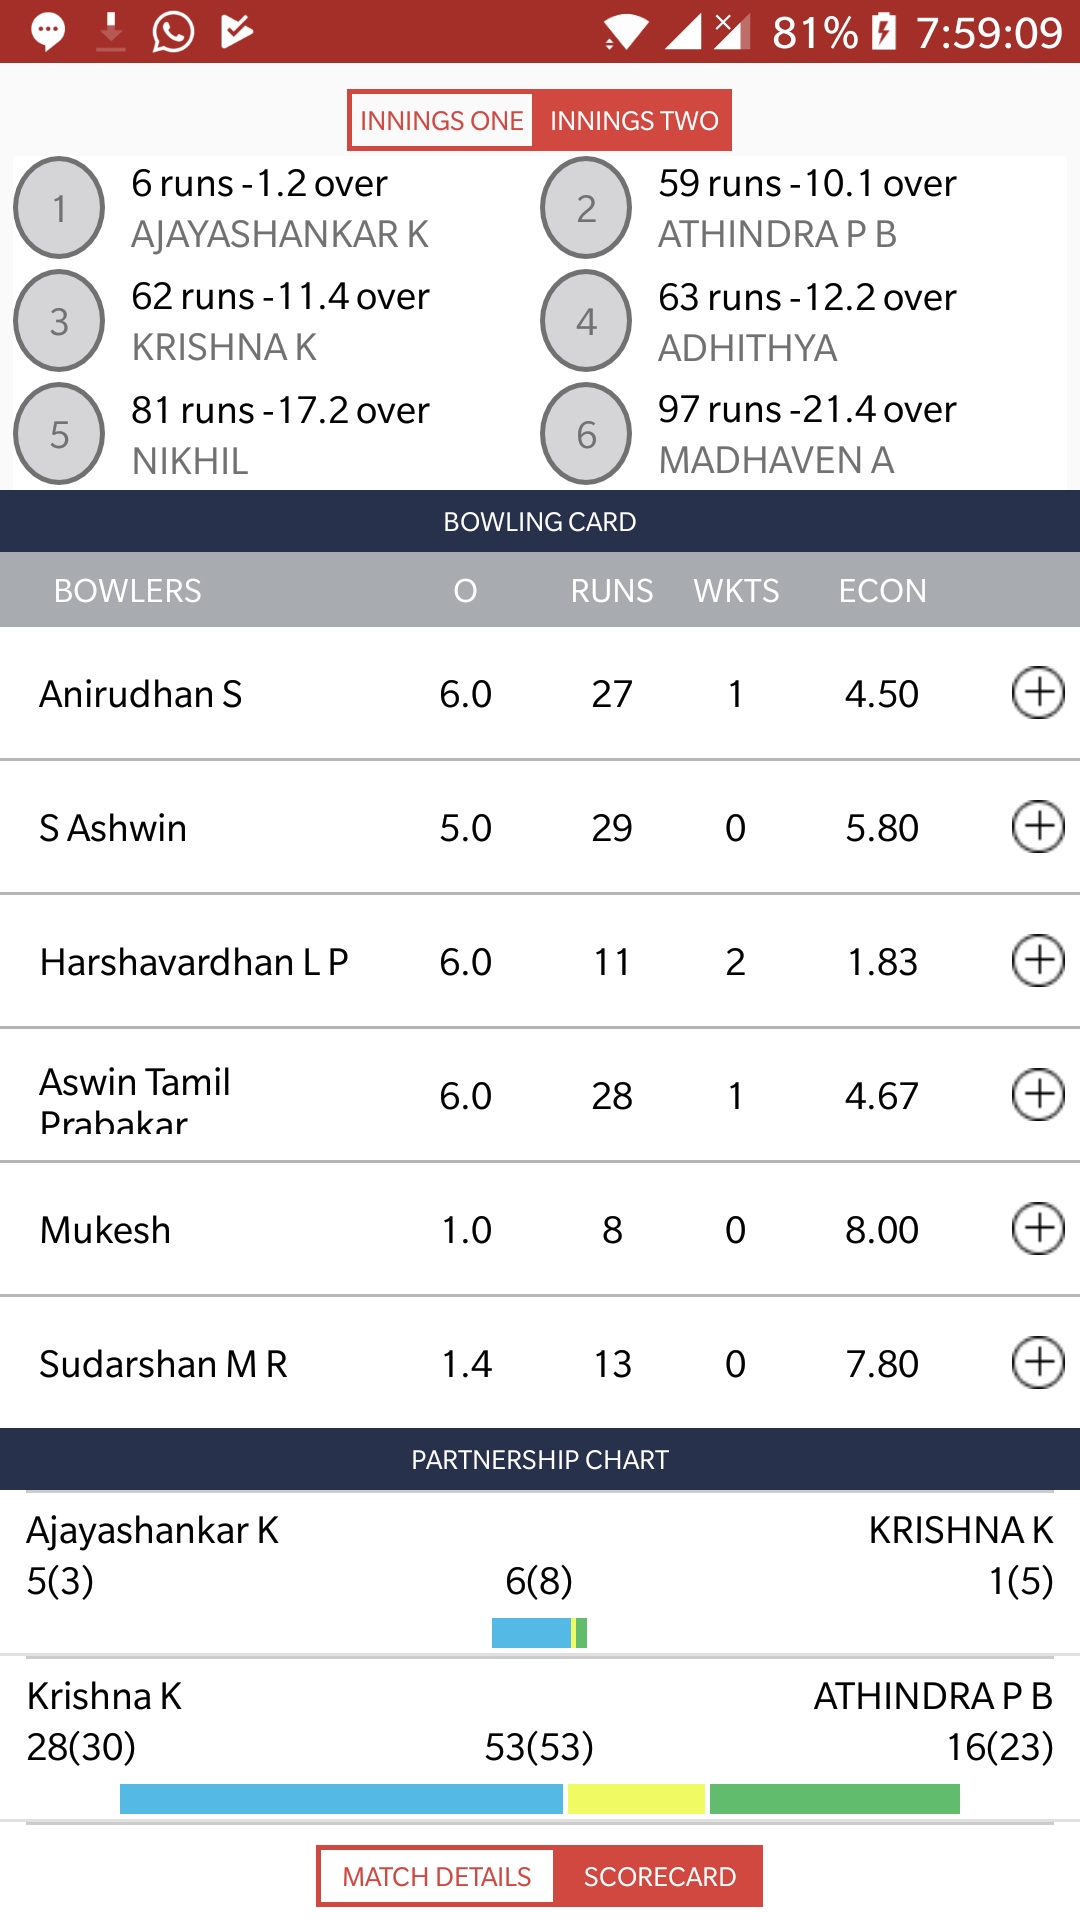 81% 7:59:09
INNINGS ONE INNINGS TWO
1 6 runs -1.2 over 2 59 runs -10.1 over
AJAYASHANKAR K ATHINDRA P B
3 62 runs -11.4 over 4 63 runs -12.2 over
KRISHNA K ADHITHYA
5 81 runs -17.2 over 6 97 runs -21.4 over
NIKHIL MADHAVEN A
BOWLING CARD
BOWLERS O RUNS WKTS ECON
Anirudhan S 6.0 27 1 4.50
S Ashwin 5.0 29 0 5.80
Harshavardhan L P 6.0 11 2 1.83
Aswin Tamil
Prabakar 6.0 28 1 4.67
Mukesh 1.0 8 0 8.00
Sudarshan M R 1.4 13 0 7.80
PARTNERSHIP CHART
Ajayashankar K KRISHNA K
5(3) 6(8) 1(5)
Krishna K ATHINDRA P B
28(30) 53(53) 16(23)
MATCH DETAILS SCORECARD